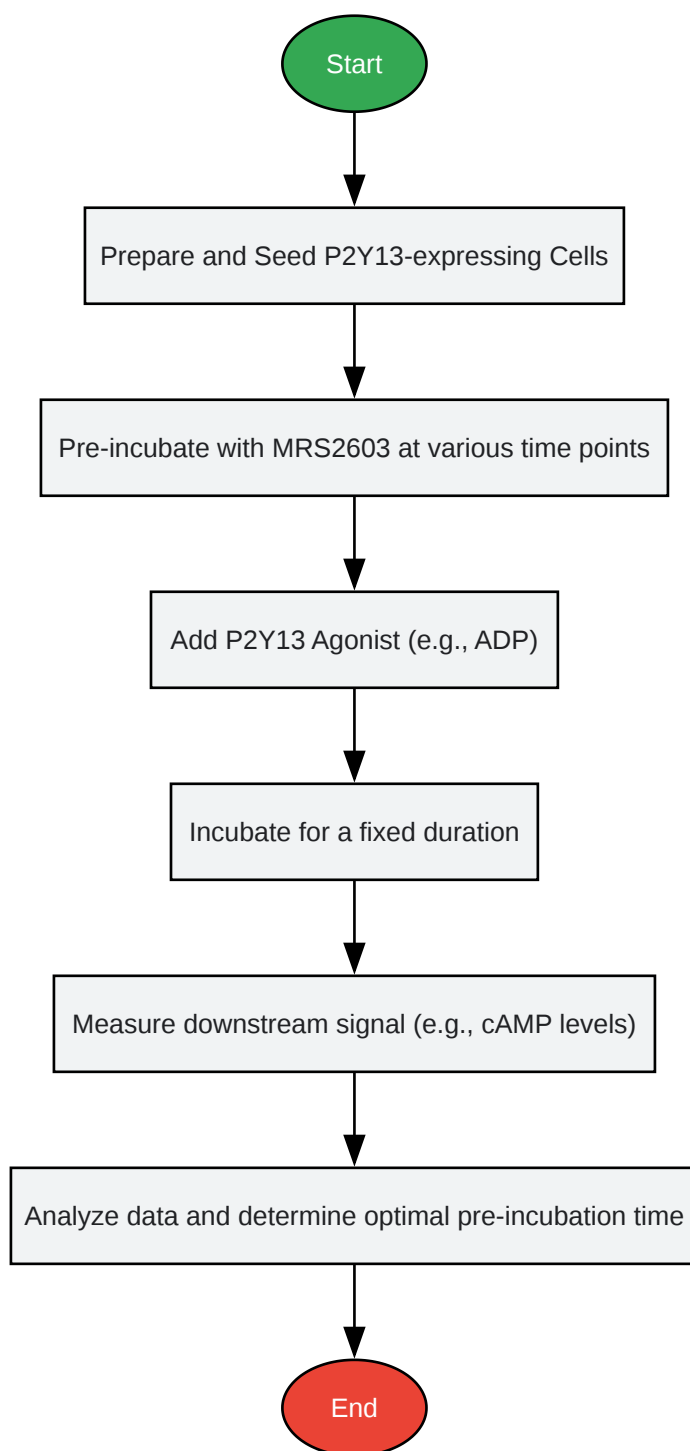 Start
Prepare and Seed P2Y13-expressing Cells
Pre-incubate with MRS2603 at various time points
Add P2Y13 Agonist (e.g., ADP)
Incubate for a fixed duration
Measure downstream signal (e.g., cAMP levels)
Analyze data and determine optimal pre-incubation time
End